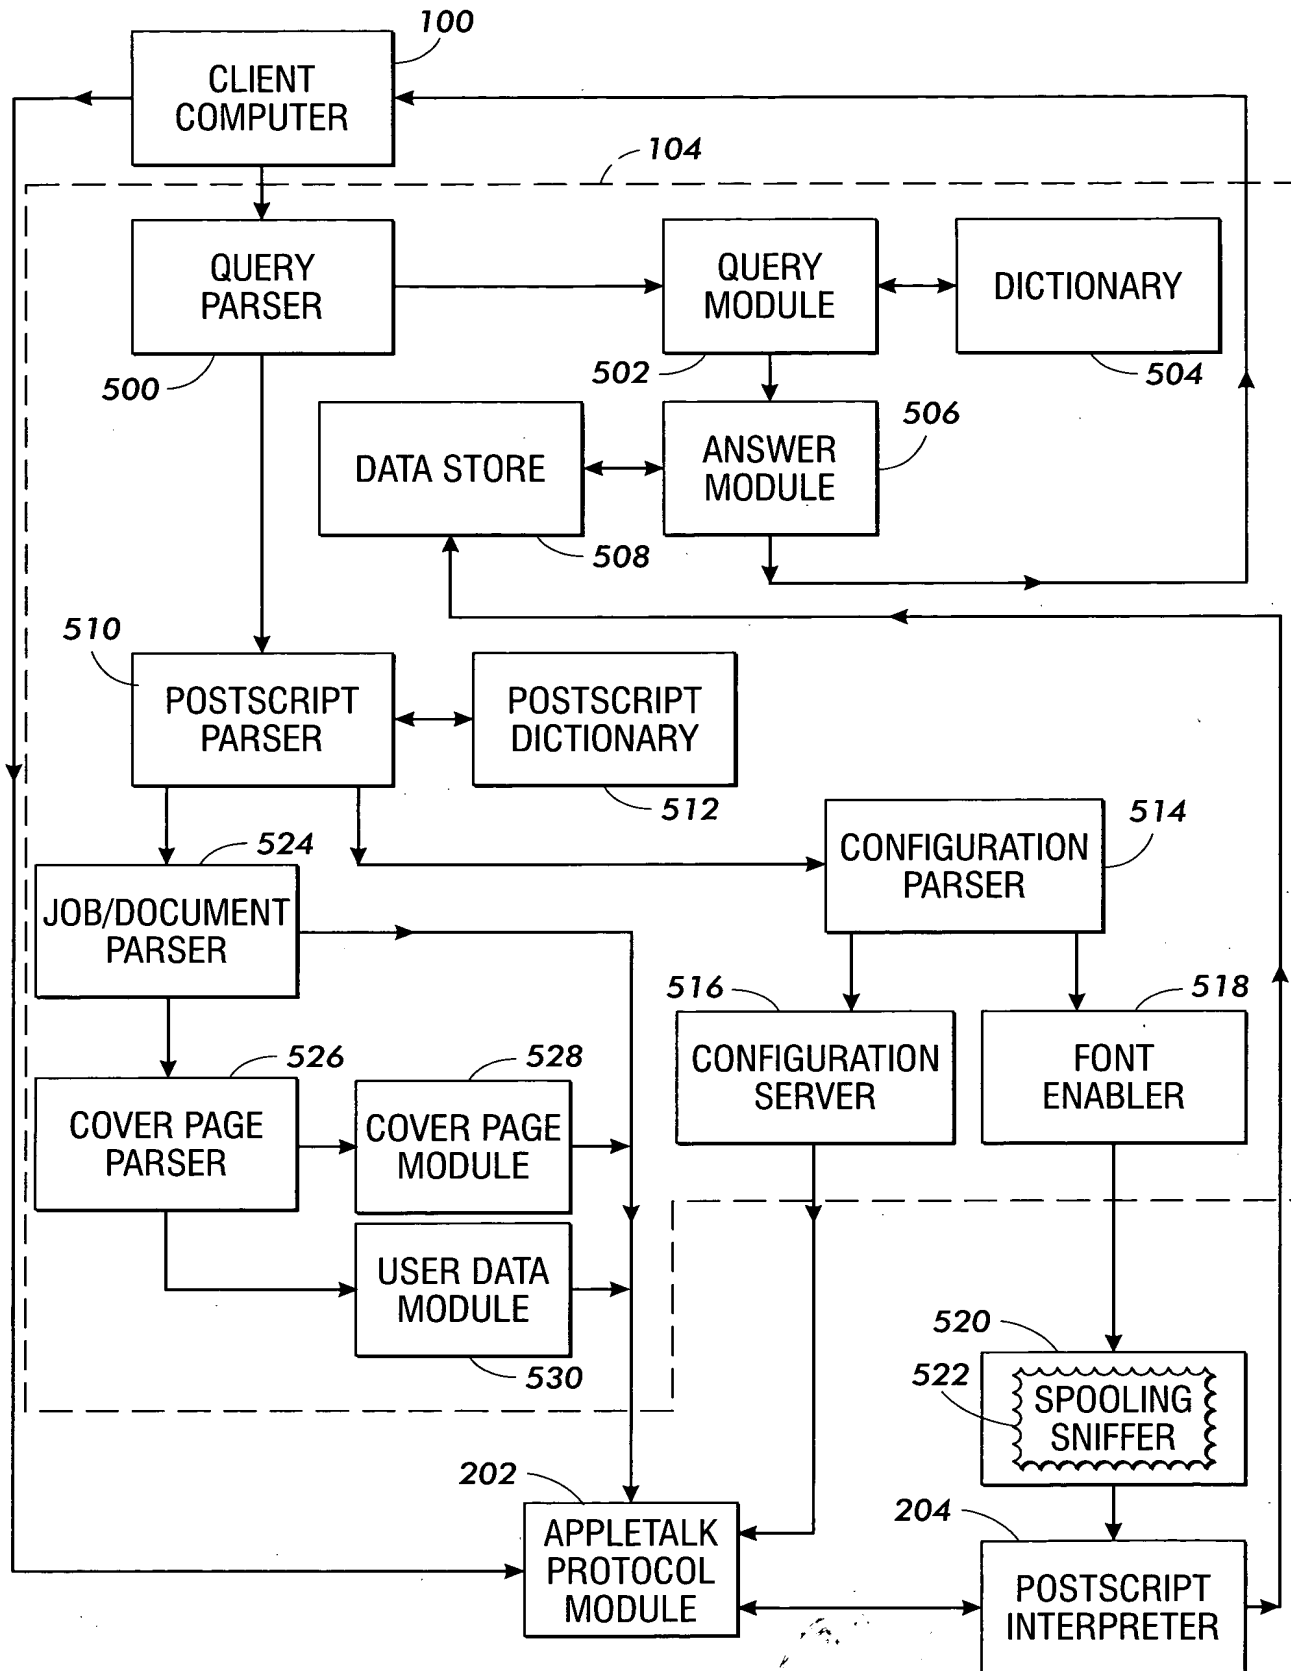 100
CLIENT
COMPUTER
104
QUERY
PARSER
500
QUERY
MODULE
502
DICTIONARY
504
506
DATA STORE
508
ANSWER
MODULE
510
POSTSCRIPT
PARSER
POSTSCRIPT
DICTIONARY
512
514
CONFIGURATION
PARSER
524
JOB/DOCUMENT
PARSER
516
CONFIGURATION
SERVER
518
FONT
ENABLER
526
COVER PAGE
PARSER
528
COVER PAGE
MODULE
USER DATA
MODULE
530
520
522
SPOOLING
SNIFFER
202
APPLETALK
PROTOCOL
MODULE
204
POSTSCRIPT
INTERPRETER